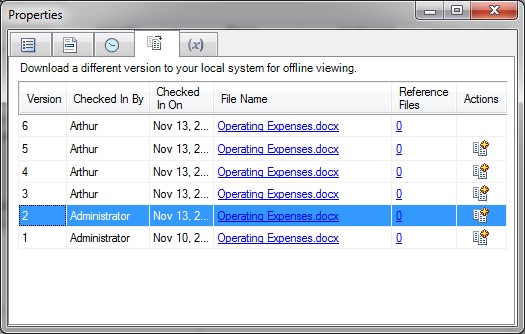 Properties
(x)
Download a different version to your local system for offline viewing.
Version Checked In By Checked In On File Name Reference Files Actions
6 Arthur Nov 13, 2... Operating Expenses.docx 0
5 Arthur Nov 13, 2... Operating Expenses.docx 0
4 Arthur Nov 13, 2... Operating Expenses.docx 0
3 Arthur Nov 13, 2... Operating Expenses.docx 0
2 Administrator Nov 13, 2... Operating Expenses.docx 0
1 Administrator Nov 10, 2... Operating Expenses.docx 0